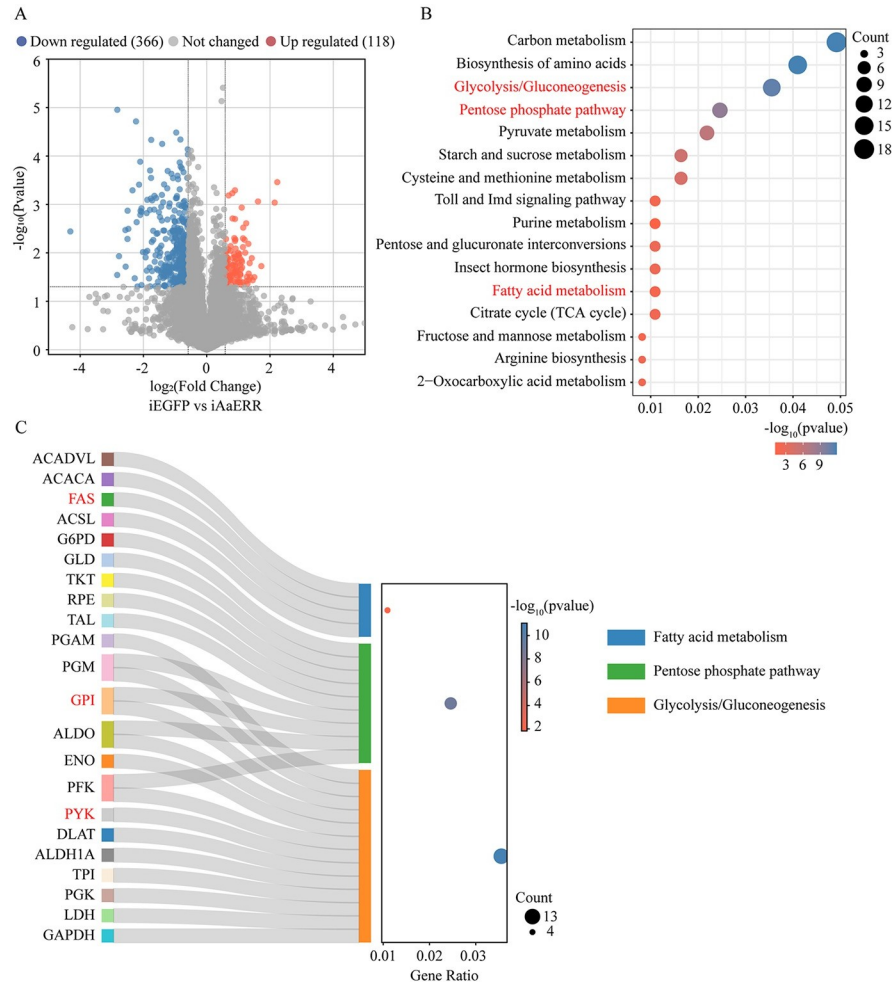 A
Down regulated (366) Not changed Up regulated (118)
6
5
4
3
2
1
0
-log₁₀(Pvalue)
-4 -2 0 2 4
log₂(Fold Change)
iEGFP vs iAaERR
B
Carbon metabolism
Biosynthesis of amino acids
Glycolysis/Gluconeogenesis
Pentose phosphate pathway
Pyruvate metabolism
Starch and sucrose metabolism
Cysteine and methionine metabolism
Toll and Imd signaling pathway
Purine metabolism
Pentose and glucuronate interconversions
Insect hormone biosynthesis
Fatty acid metabolism
Citrate cycle (TCA cycle)
Fructose and mannose metabolism
Arginine biosynthesis
2−Oxocarboxylic acid metabolism
0.01 0.02 0.03 0.04 0.05
Count
3
6
9
12
15
18
-log₁₀(pvalue)
3 6 9
C
ACADVL
ACACA
FAS
ACSL
G6PD
GLD
TKT
RPE
TAL
PGAM
PGM
GPI
ALDO
ENO
PFK
PYK
DLAT
ALDH1A
TPI
PGK
LDH
GAPDH
0.01 0.02 0.03
Gene Ratio
-log₁₀(pvalue)
10
8
6
4
2
Count
13
4
Fatty acid metabolism
Pentose phosphate pathway
Glycolysis/Gluconeogenesis